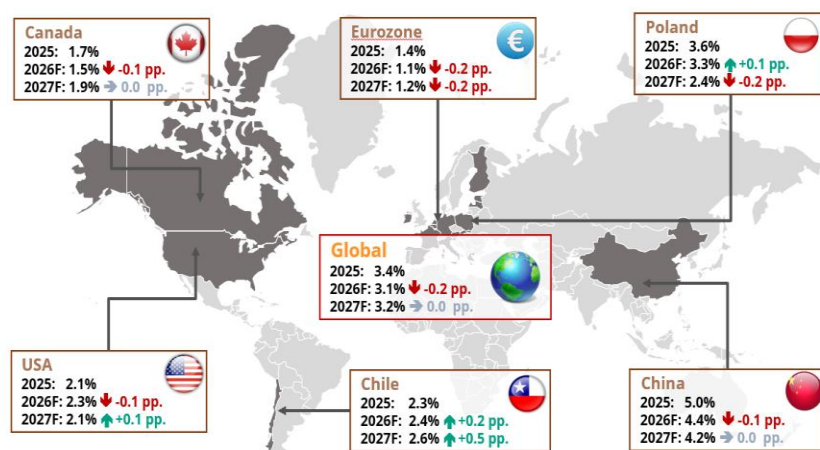 Canada
2025: 1.7%
2026F: 1.5% -0.1 pp.
2027F: 1.9% 0.0 pp.
Eurozone
€
2025: 1.4%
2026F: 1.1% -0.2 pp.
2027F: 1.2% -0.2 pp.
Poland
2025: 3.6%
2026F: 3.3% +0.1 pp.
2027F: 2.4% -0.2 pp.
Global
2025: 3.4%
2026F: 3.1% -0.2 pp.
2027F: 3.2% 0.0 pp.
USA
2025: 2.1%
2026F: 2.3% -0.1 pp.
2027F: 2.1% +0.1 pp.
Chile
2025: 2.3%
2026F: 2.4% +0.2 pp.
2027F: 2.6% +0.5 pp.
China
2025: 5.0%
2026F: 4.4% -0.1 pp.
2027F: 4.2% 0.0 pp.